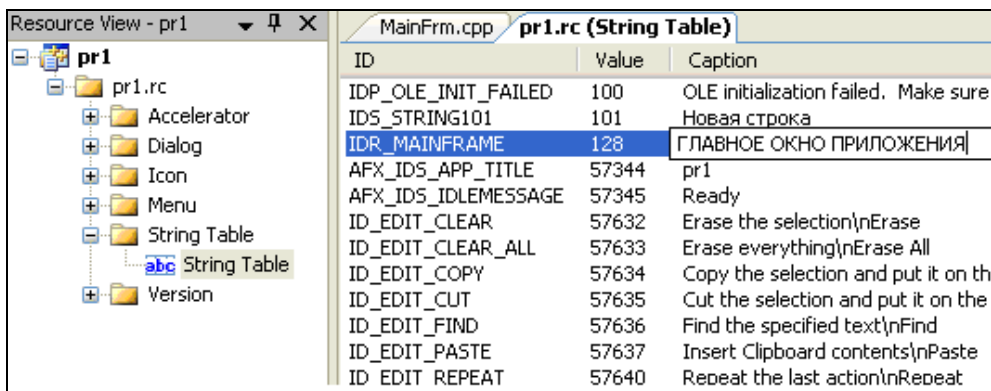 Resource View - pr1
pr1
pr1.rc
Accelerator
Dialog
Icon
Menu
String Table
abc String Table
Version
MainFrm.cpp pr1.rc (String Table)
ID Value Caption
IDP_OLE_INIT_FAILED 100 OLE initialization failed. Make sure
IDS_STRING101 101 Новая строка
IDR_MAINFRAME 128 ГЛАВНОЕ ОКНО ПРИЛОЖЕНИЯ
AFX_IDS_APP_TITLE 57344 pr1
AFX_IDS_IDLEMESSAGE 57345 Ready
ID_EDIT_CLEAR 57632 Erase the selection\nErase
ID_EDIT_CLEAR_ALL 57633 Erase everything\nErase All
ID_EDIT_COPY 57634 Copy the selection and put it on th
ID_EDIT_CUT 57635 Cut the selection and put it on the
ID_EDIT_FIND 57636 Find the specified text\nFind
ID_EDIT_PASTE 57637 Insert Clipboard contents\nPaste
ID_EDIT_REPEAT 57640 Repeat the last action\nRepeat